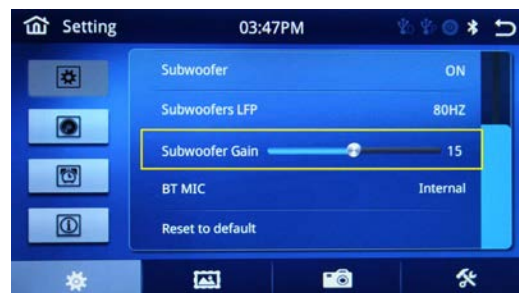 Setting 03:47PM
Subwoofer ON
Subwoofers LFP 80HZ
Subwoofer Gain 15
BT MIC Internal
Reset to default